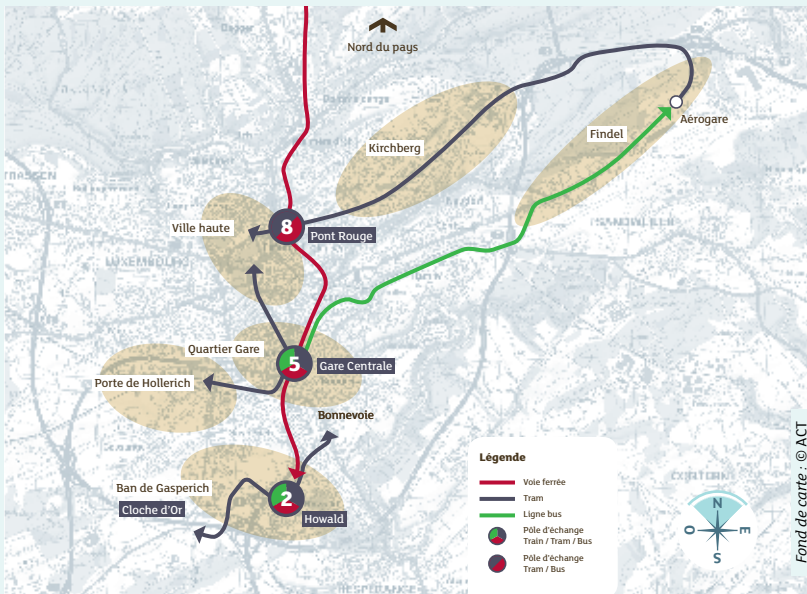 Nord du pays
Aérogare
Findel
Kirchberg
Ville haute
8
Pont Rouge
Quartier Gare
5
Gare Centrale
Porte de Hollerich
Bonnevoie
Ban de Gasperich
Cloche d'Or
2
Howald
Légende
Voie ferrée
Tram
Ligne bus
Pôle d'échange
Train / Tram / Bus
Pôle d'échange
Tram / Bus
N
O
E
S
Fond de carte : © ACT